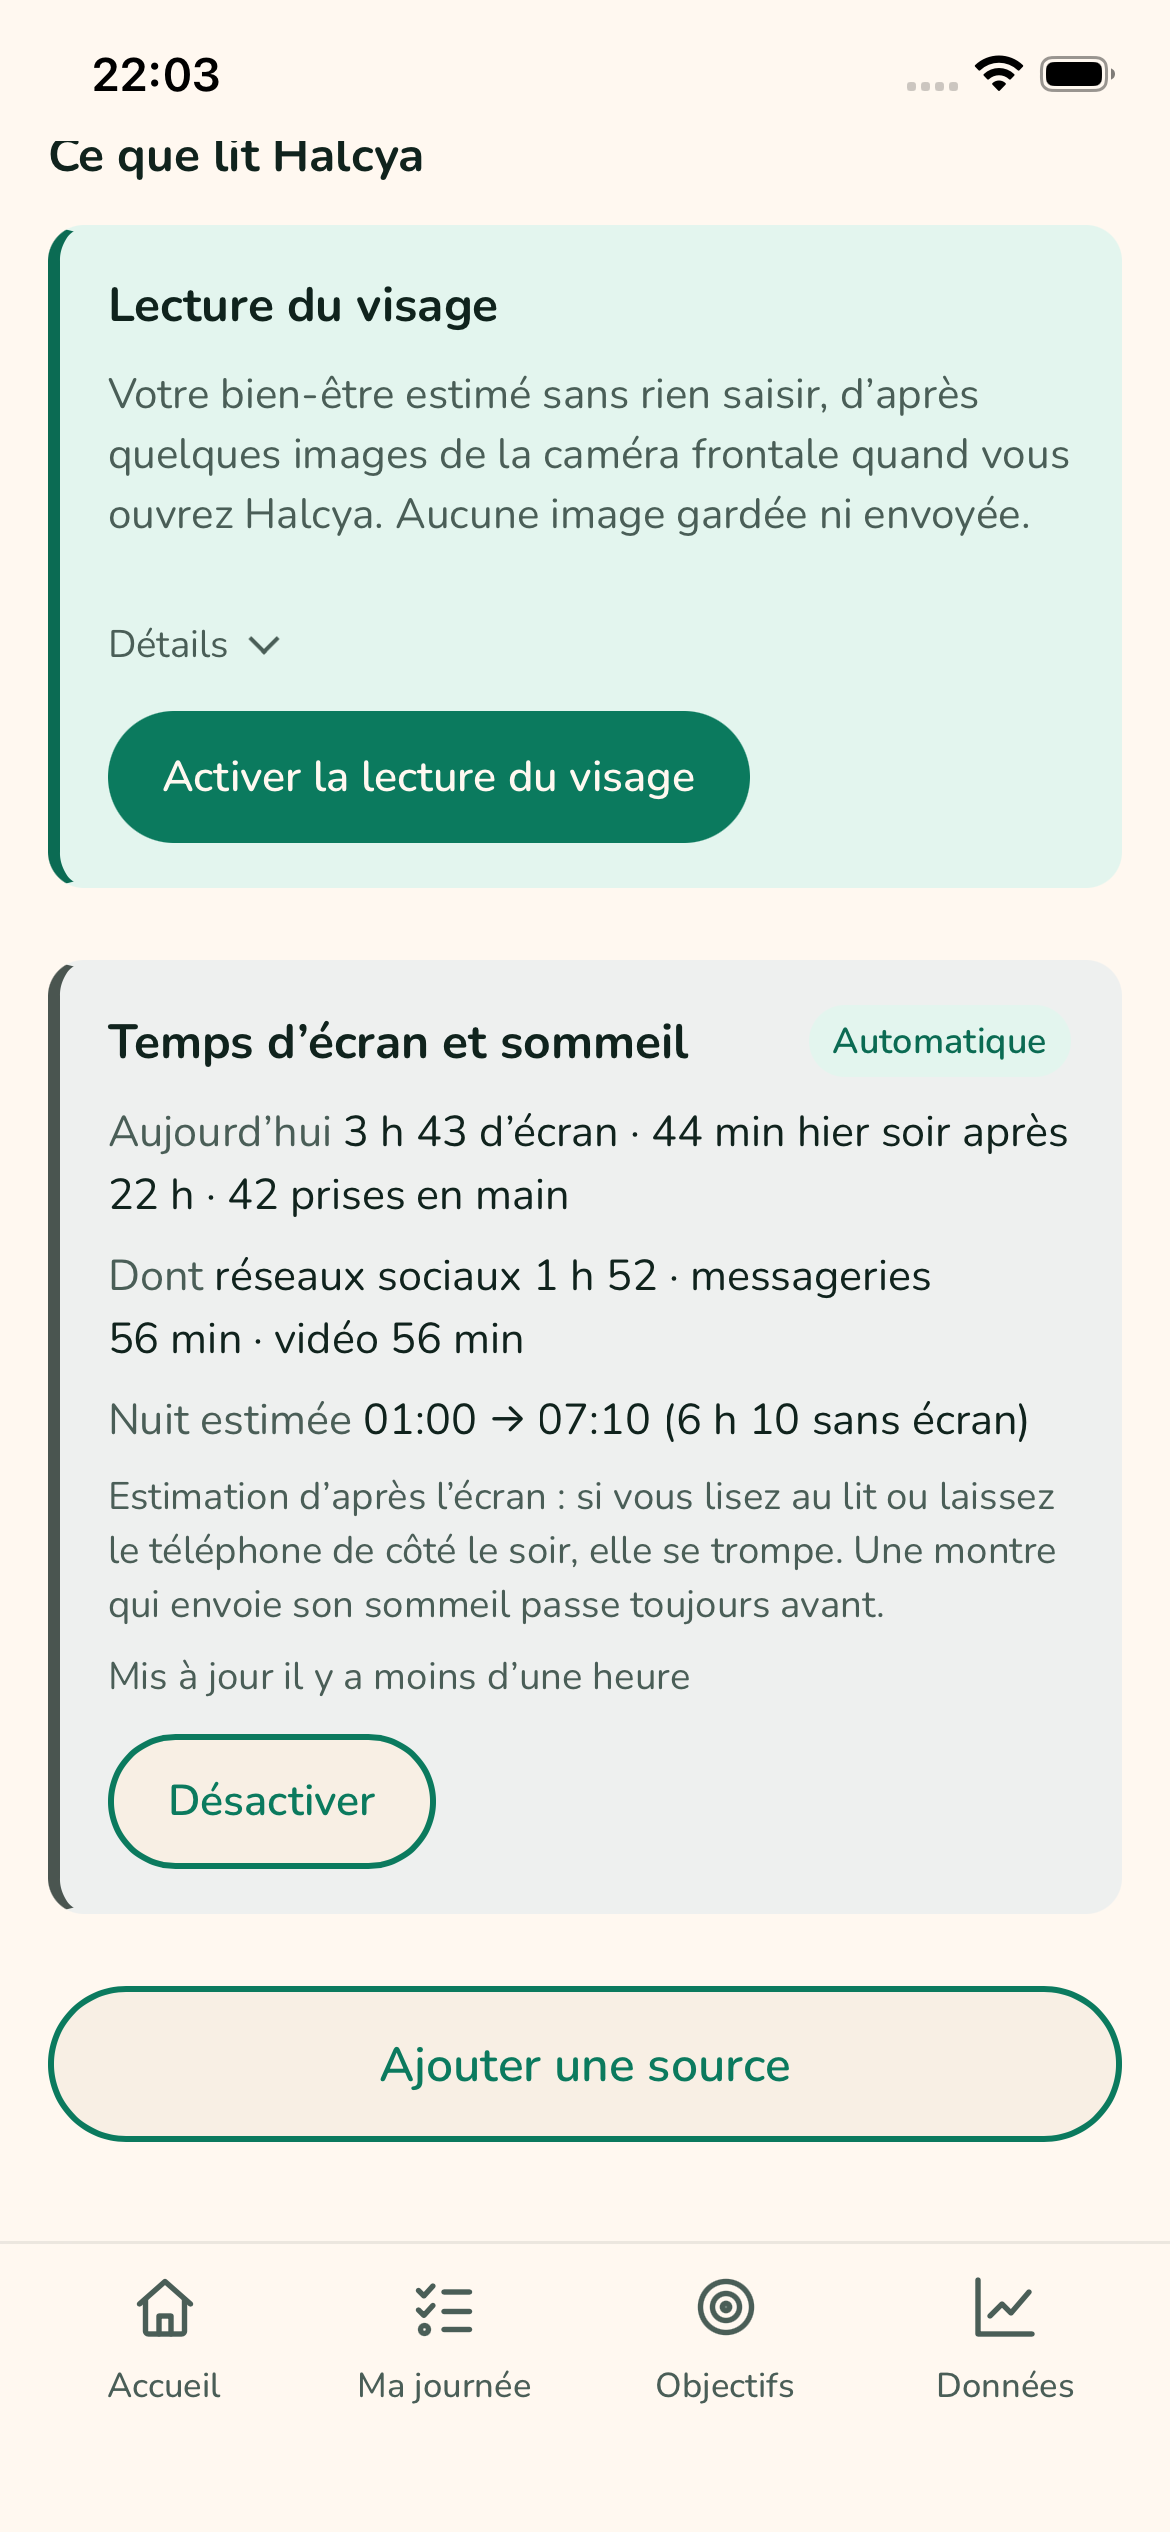 22:03
Ce que lit Halcya
Lecture du visage
Votre bien-être estimé sans rien saisir, d’après
quelques images de la caméra frontale quand vous
ouvrez Halcya. Aucune image gardée ni envoyée.
Détails
Activer la lecture du visage
Temps d’écran et sommeil
Automatique
Aujourd’hui 3 h 43 d’écran · 44 min hier soir après
22 h · 42 prises en main
Dont réseaux sociaux 1 h 52 · messageries
56 min · vidéo 56 min
Nuit estimée 01:00 → 07:10 (6 h 10 sans écran)
Estimation d’après l’écran : si vous lisez au lit ou laissez
le téléphone de côté le soir, elle se trompe. Une montre
qui envoie son sommeil passe toujours avant.
Mis à jour il y a moins d’une heure
Désactiver
Ajouter une source
Accueil
Ma journée
Objectifs
Données